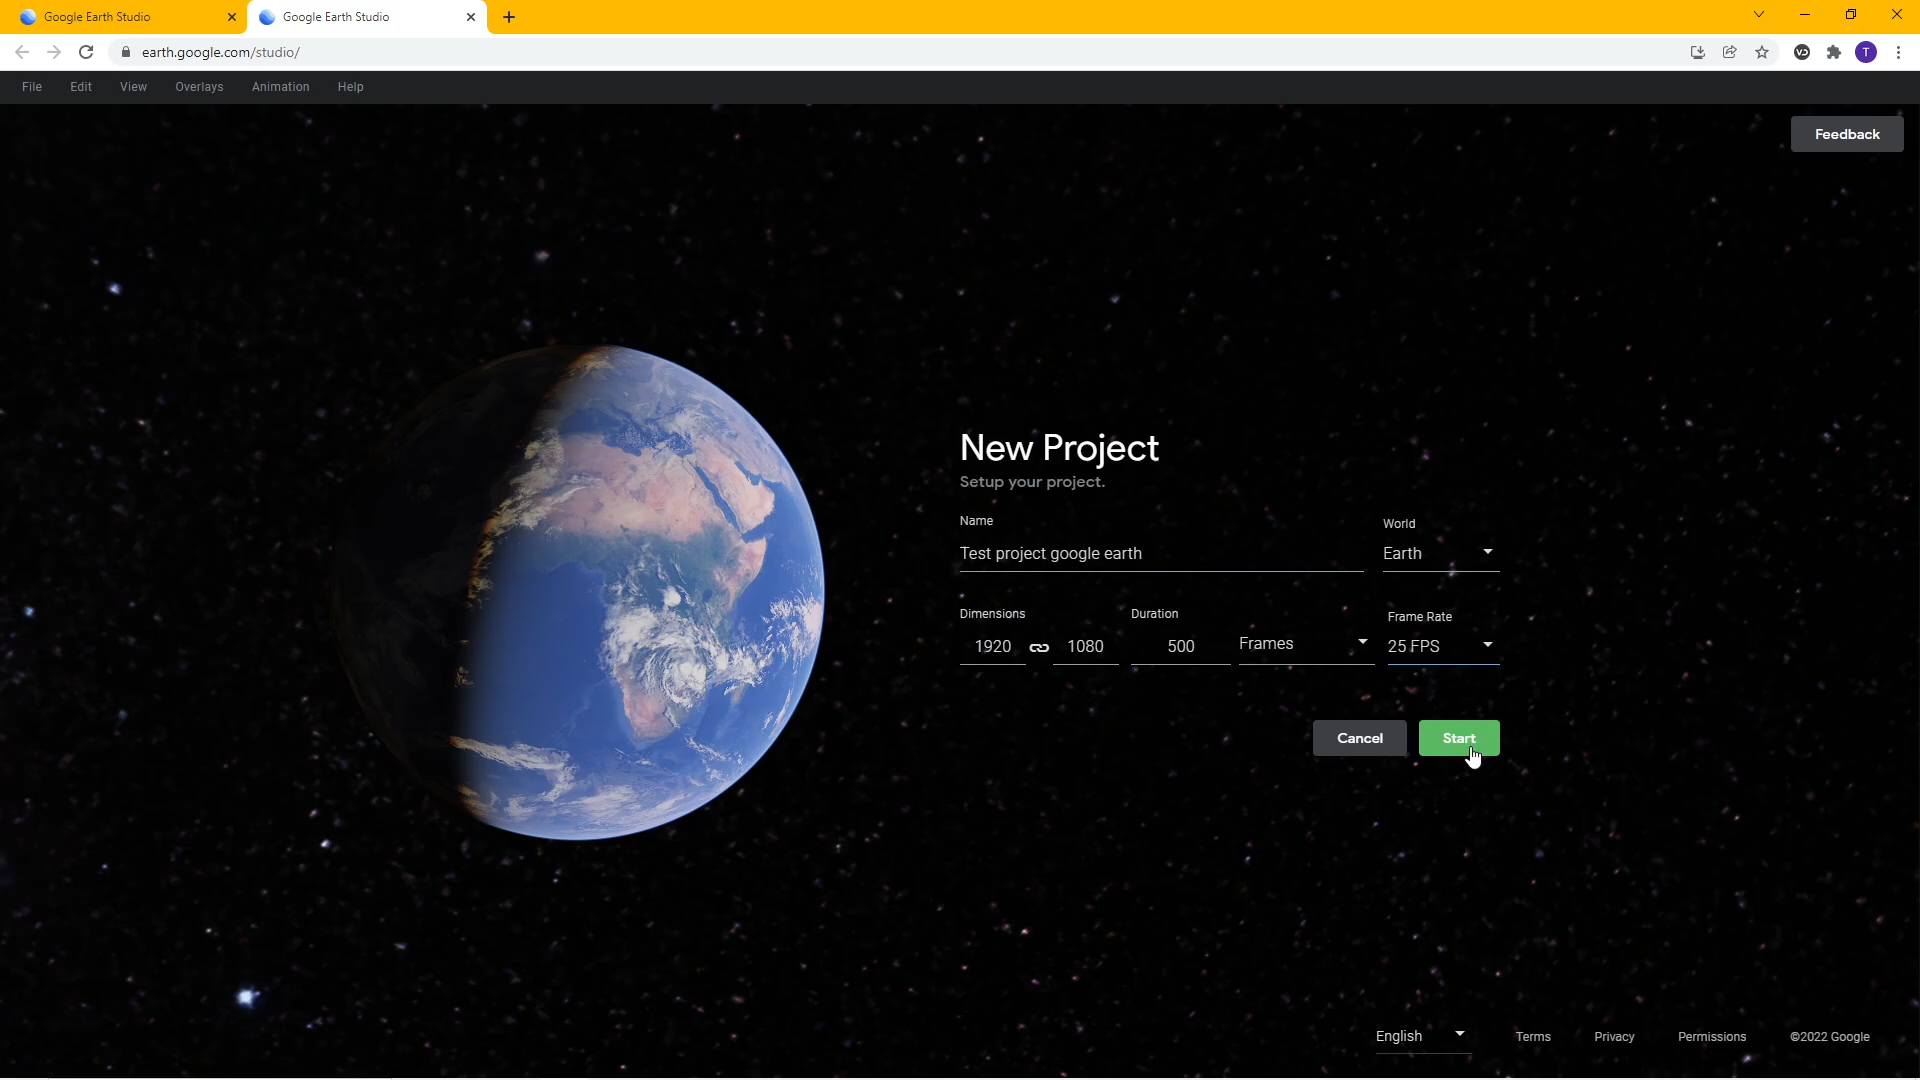 Google Earth Studio
Google Earth Studio
earth.google.com/studio/
T
File Edit View Overlays Animation Help
Feedback
New Project
Setup your project.
Name
World
Test project google earth
Earth
Dimensions
Duration
Frame Rate
1920 1080
500
Frames
25 FPS
Cancel
Start
English
Terms
Privacy
Permissions
©2022 Google